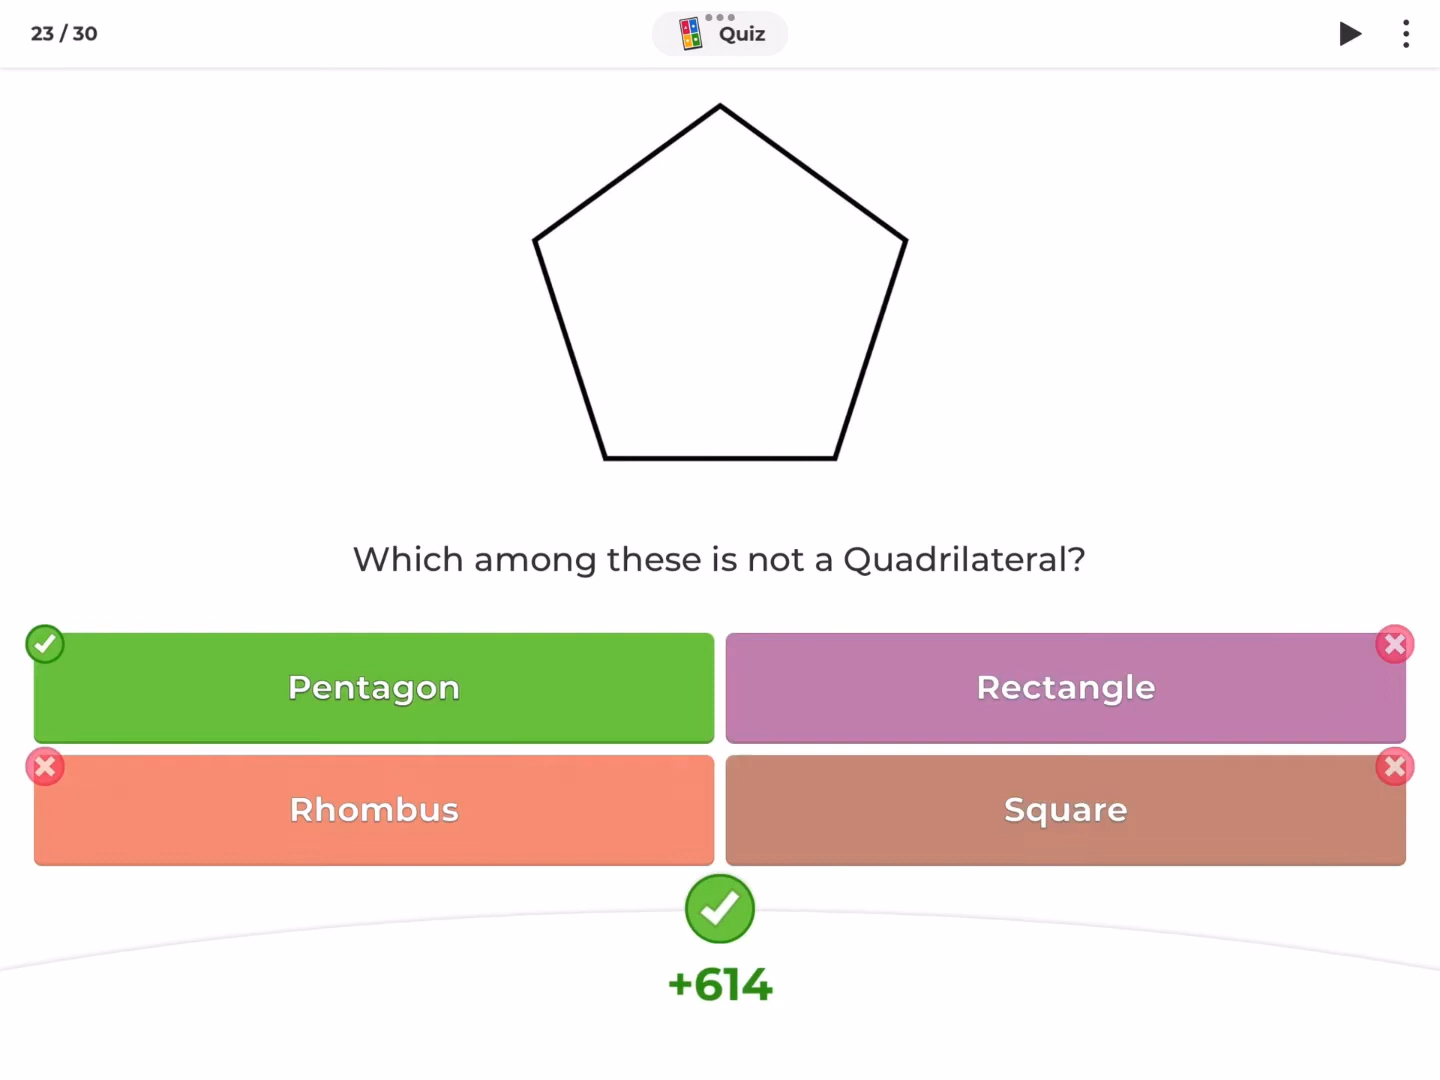 23 / 30
Quiz
Which among these is not a Quadrilateral?
Pentagon
Rectangle
Rhombus
Square
+614